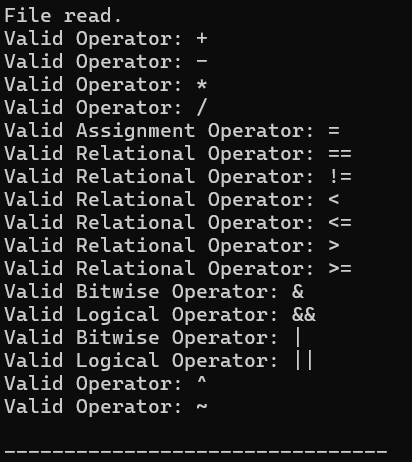 File read.
Valid Operator: +
Valid Operator: -
Valid Operator: *
Valid Operator: /
Valid Assignment Operator: =
Valid Relational Operator: ==
Valid Relational Operator: !=
Valid Relational Operator: <
Valid Relational Operator: <=
Valid Relational Operator: >
Valid Relational Operator: >=
Valid Bitwise Operator: &
Valid Logical Operator: &&
Valid Bitwise Operator: |
Valid Logical Operator: ||
Valid Operator: ^
Valid Operator: ~
--------------------------------